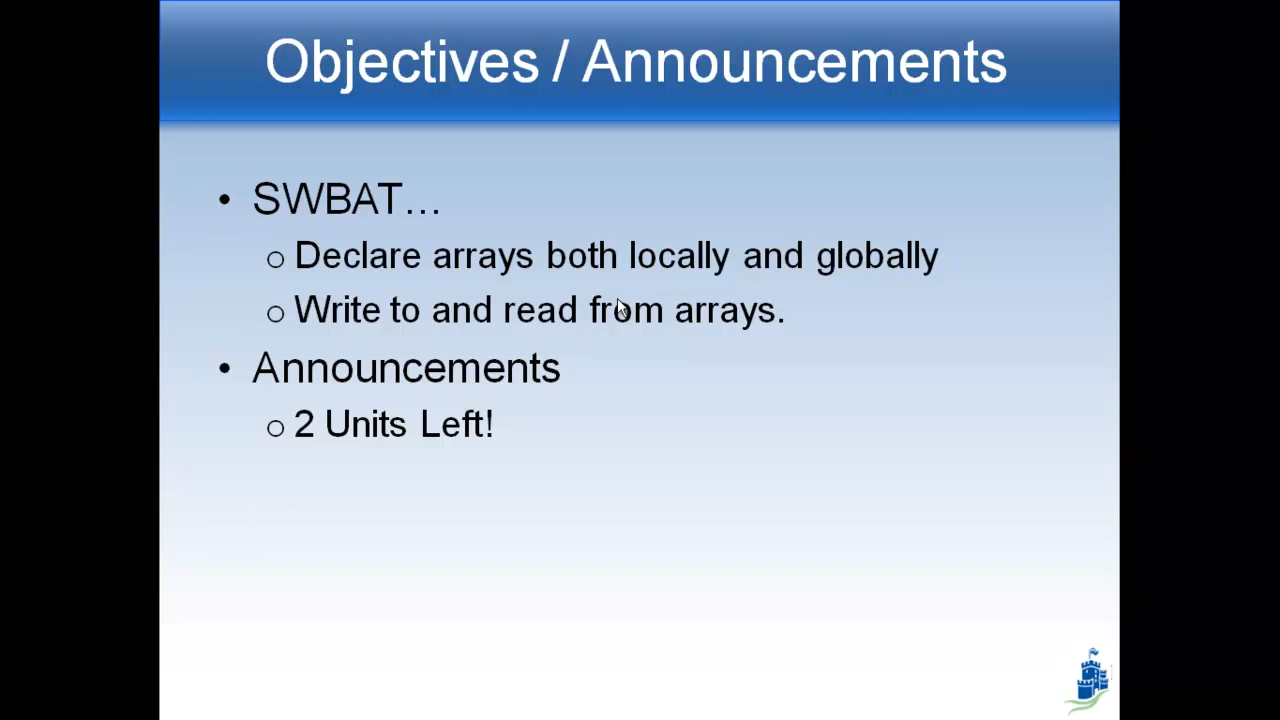 Objectives / Announcements
• SWBAT…
o Declare arrays both locally and globally
o Write to and read from arrays.
• Announcements
o 2 Units Left!